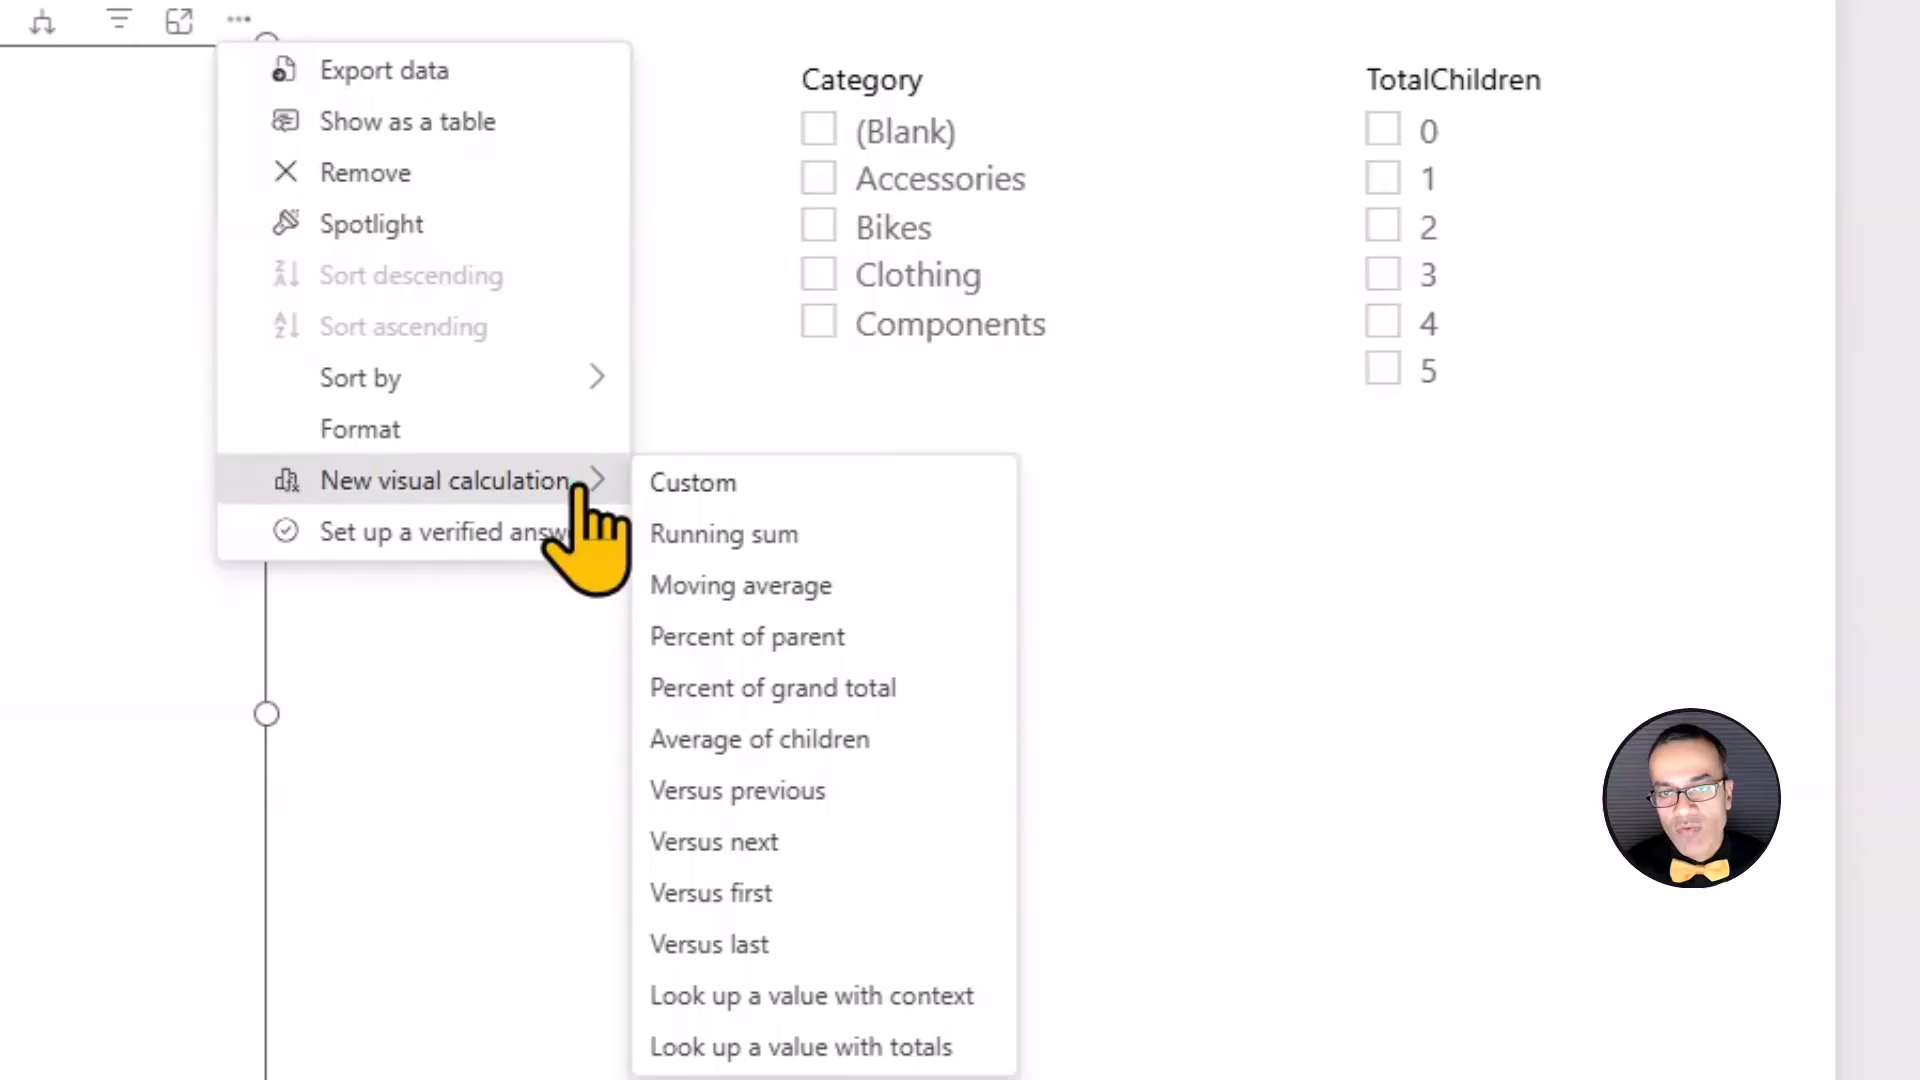 Export data
Show as a table
Remove
Spotlight
Sort descending
Sort ascending
Sort by
Format
New visual calculation
Set up a verified
Custom
Running sum
Moving average
Percent of parent
Percent of grand total
Average of children
Versus previous
Versus next
Versus first
Versus last
Look up a value with context
Look up a value with totals
Category
(Blank)
Accessories
Bikes
Clothing
Components
TotalChildren
0
1
2
3
4
5